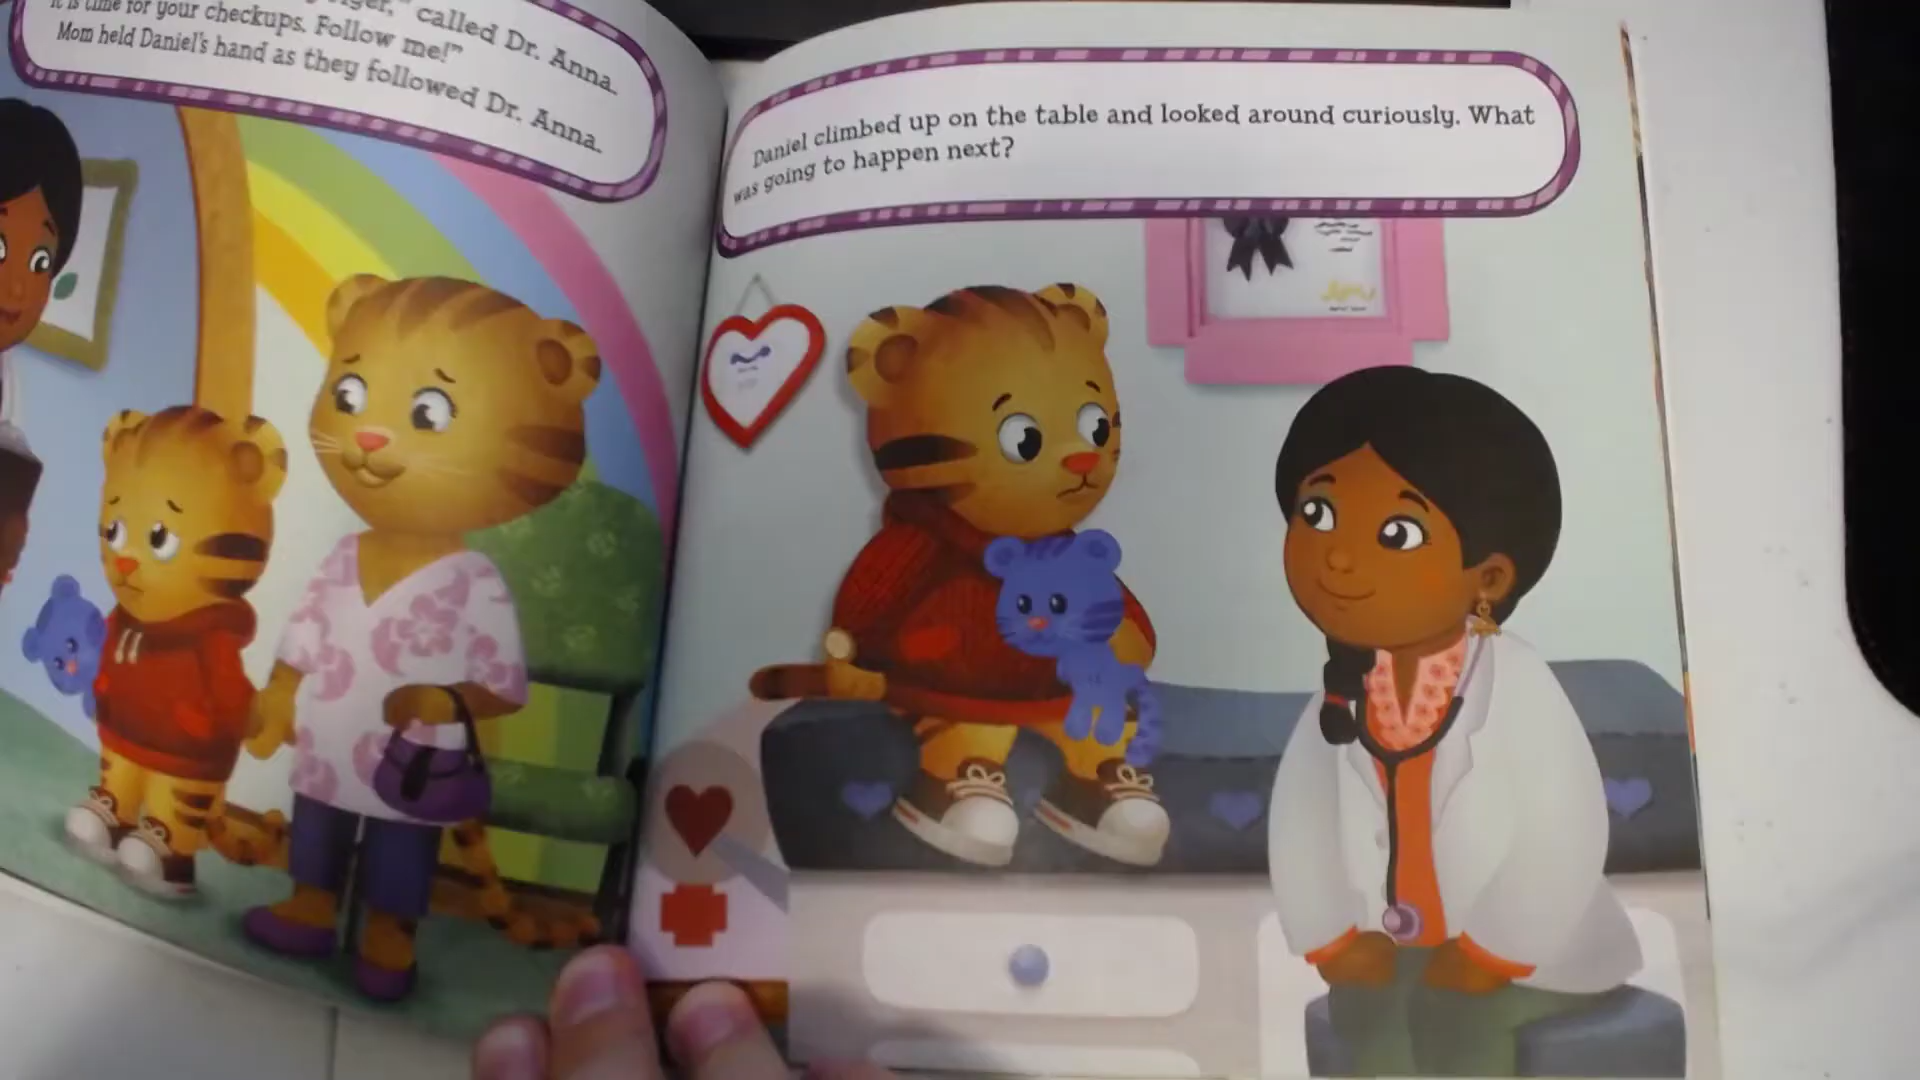 called Dr. Anna.
It is time for your checkups. Follow me!"
Mom held Daniel's hand as they followed Dr. Anna.
Daniel climbed up on the table and looked around curiously. What
was going to happen next?